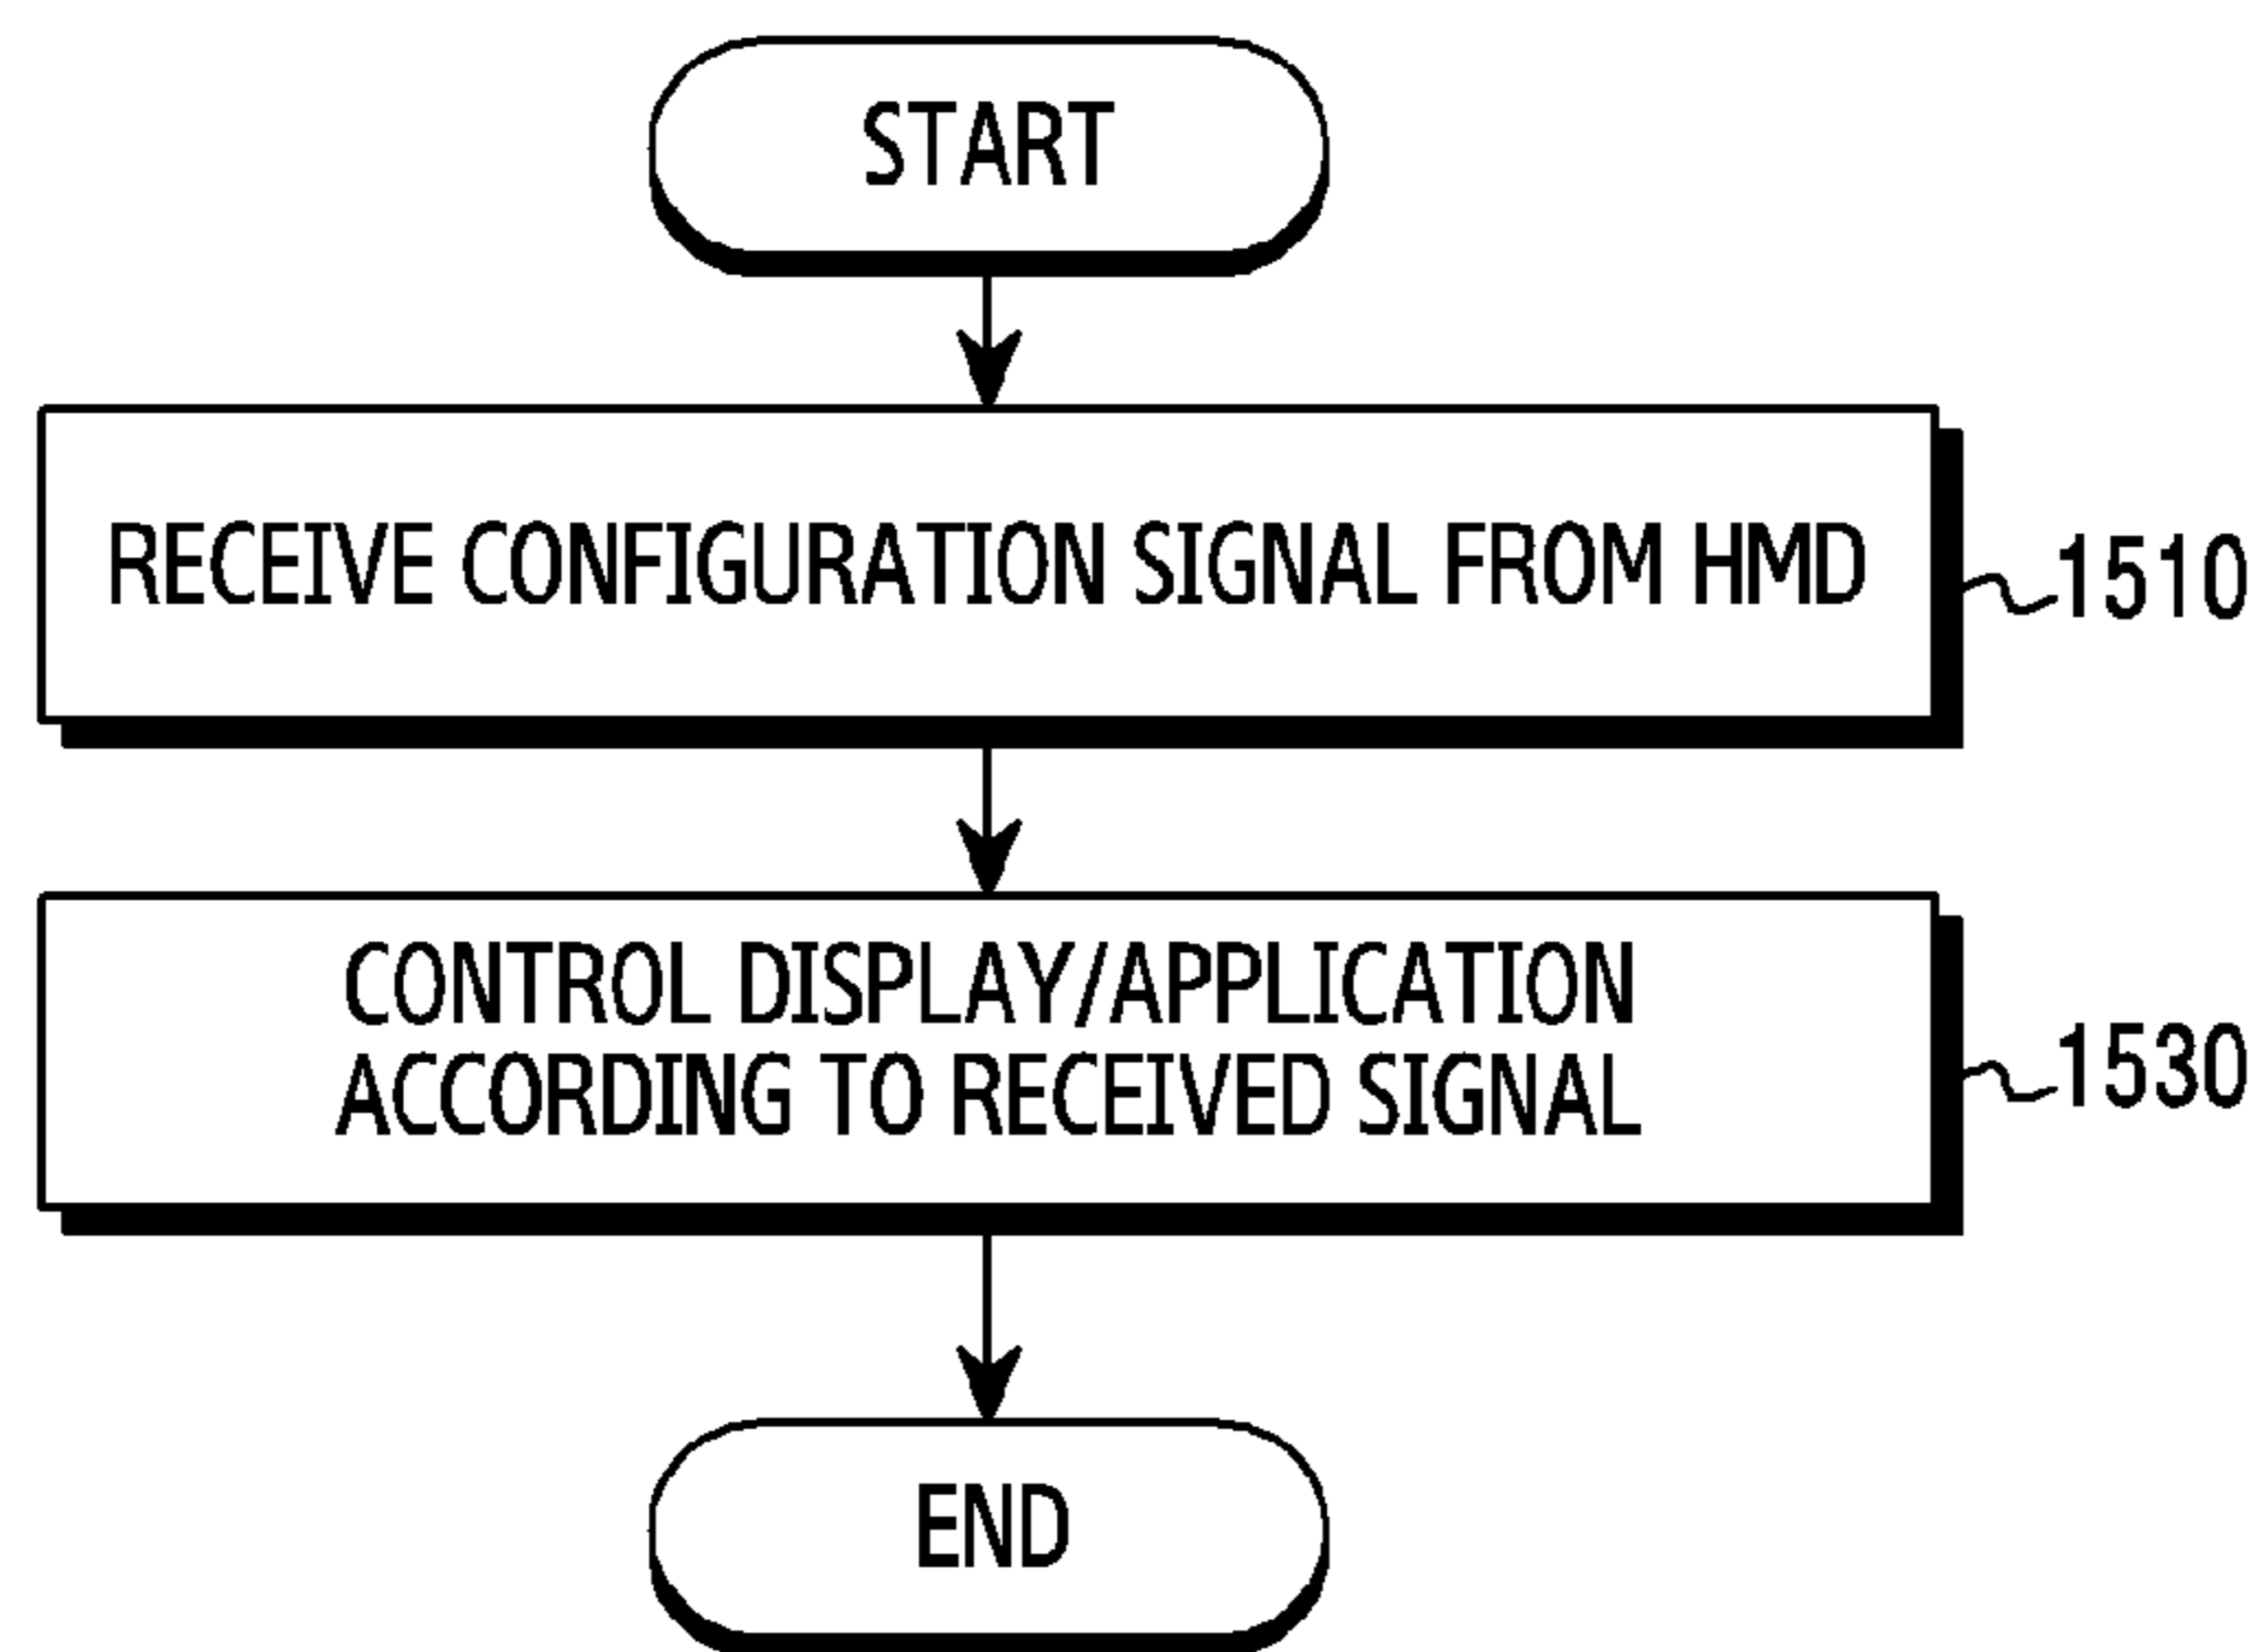 START
RECEIVE CONFIGURATION SIGNAL FROM HMD
1510
CONTROL DISPLAY/APPLICATION
ACCORDING TO RECEIVED SIGNAL
1530
END